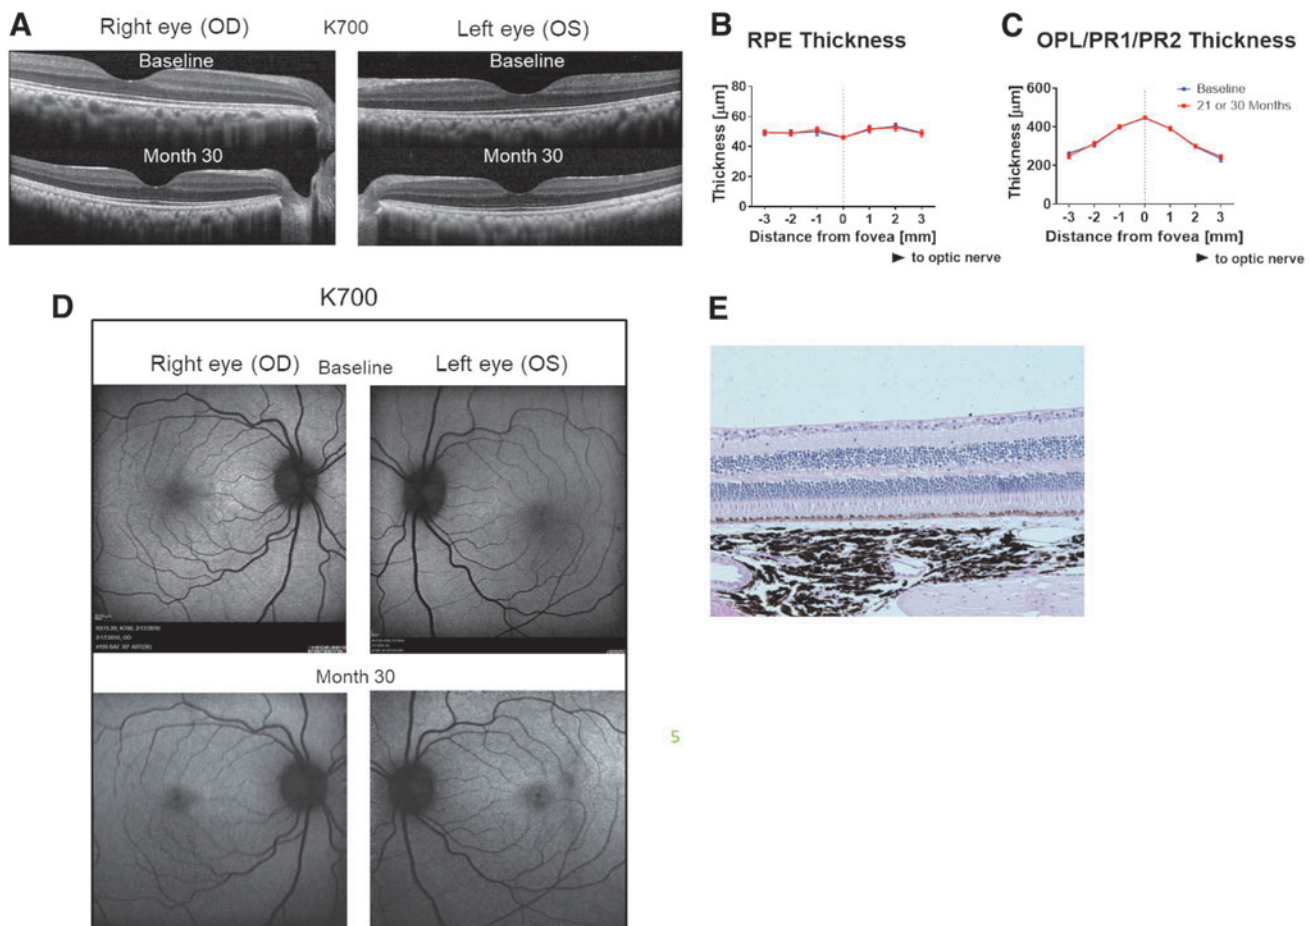 A
Right eye (OD) K700 Left eye (OS)
Baseline Baseline
Month 30 Month 30
B
RPE Thickness
Thickness [μm]
80
60
40
20
0
-3 -2 -1 0 1 2 3
Distance from fovea [mm]
► to optic nerve
C
OPL/PR1/PR2 Thickness
Baseline
21 or 30 Months
Thickness [μm]
600
400
200
0
-3 -2 -1 0 1 2 3
Distance from fovea [mm]
► to optic nerve
D
K700
Right eye (OD) Baseline Left eye (OS)
Month 30
E
5